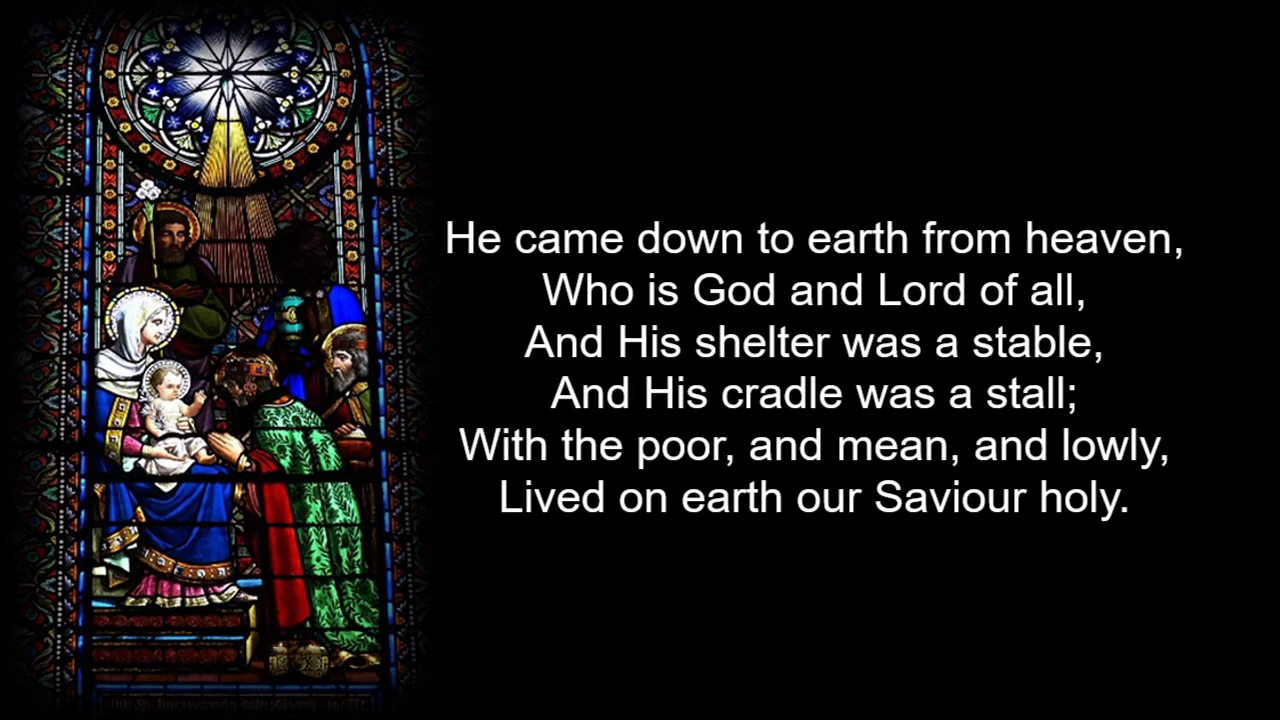 He came down to earth from heaven,
Who is God and Lord of all,
And His shelter was a stable,
And His cradle was a stall;
With the poor, and mean, and lowly,
Lived on earth our Saviour holy.